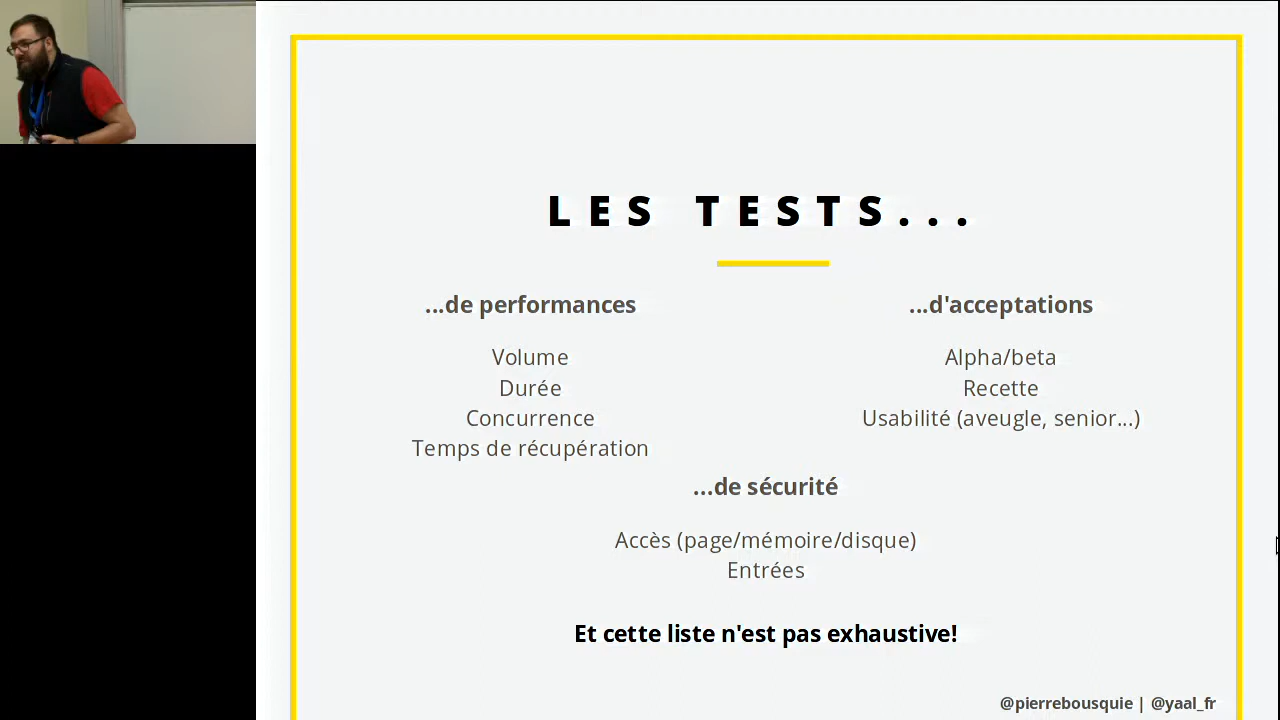 LES TESTS...
...de performances
Volume
Durée
Concurrence
Temps de récupération
...d'acceptations
Alpha/beta
Recette
Usabilité (aveugle, senior...)
...de sécurité
Accès (page/mémoire/disque)
Entrées
Et cette liste n'est pas exhaustive!
@pierrebousquie | @yaal_fr